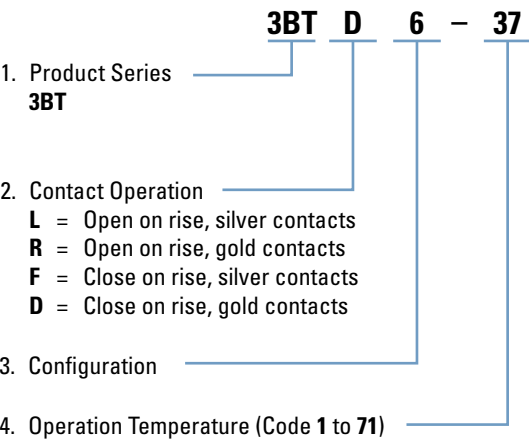 3BT D 6 – 37
1. Product Series
3BT
2. Contact Operation
L = Open on rise, silver contacts
R = Open on rise, gold contacts
F = Close on rise, silver contacts
D = Close on rise, gold contacts
3. Configuration
4. Operation Temperature (Code 1 to 71)